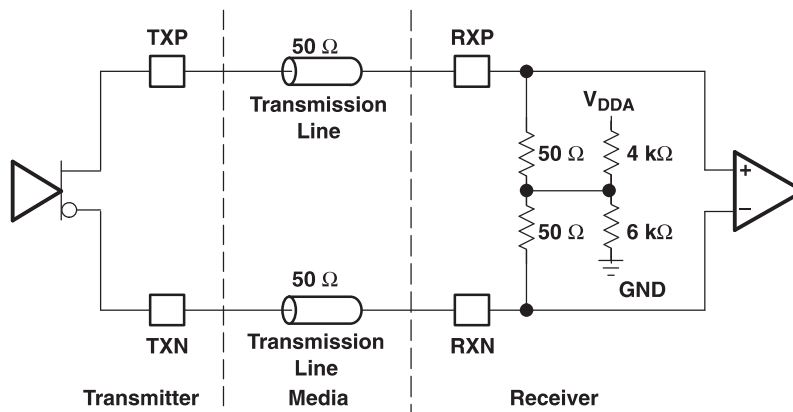 TXP
50 Ω
RXP
Transmission
Line
VDDA
50 Ω
4 kΩ
+
−
50 Ω
6 kΩ
GND
50 Ω
TXN
Transmission
Line
RXN
Transmitter
Media
Receiver